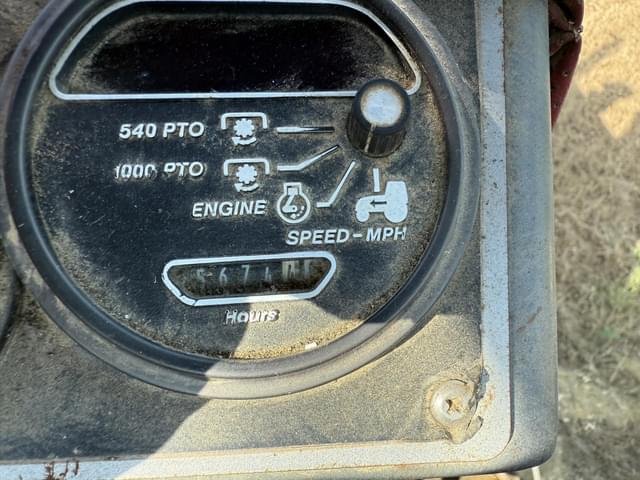 540 PTO
1000 PTO
ENGINE
SPEED-MPH
Hours